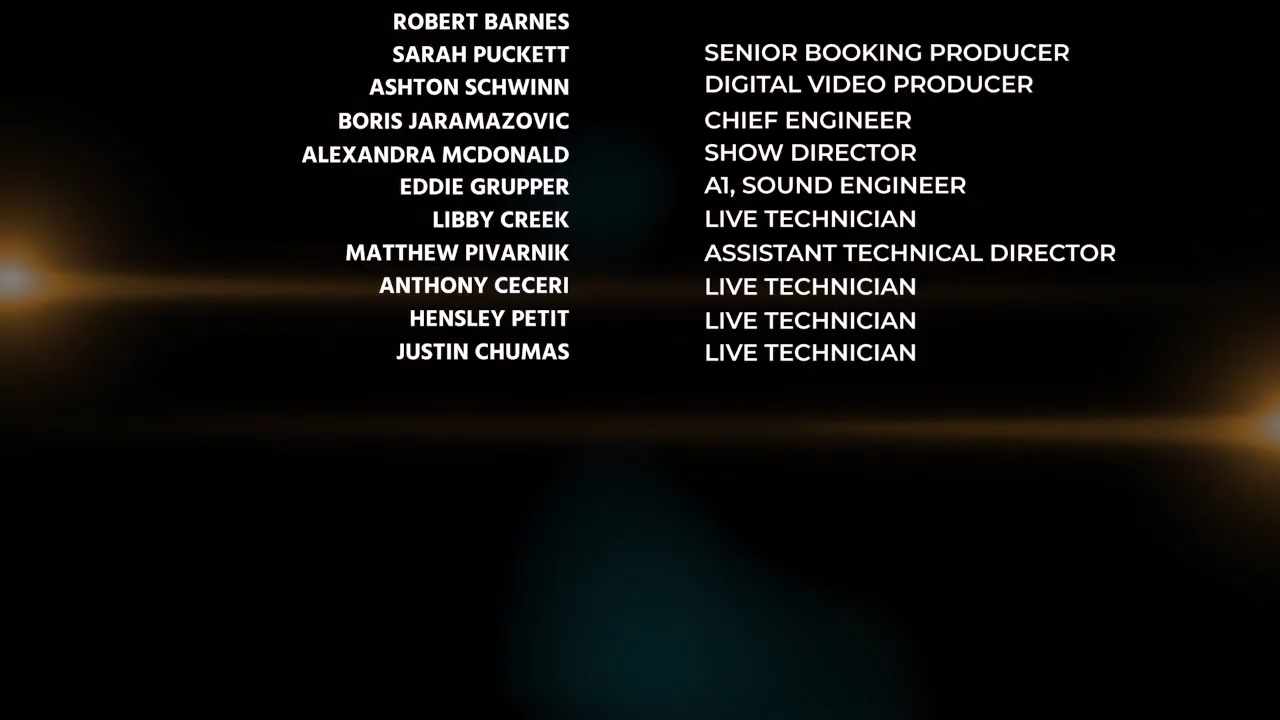 ROBERT BARNES
SARAH PUCKETT SENIOR BOOKING PRODUCER
ASHTON SCHWINN DIGITAL VIDEO PRODUCER
BORIS JARAMAZOVIC CHIEF ENGINEER
ALEXANDRA MCDONALD SHOW DIRECTOR
EDDIE GRUPPER A1, SOUND ENGINEER
LIBBY CREEK LIVE TECHNICIAN
MATTHEW PIVARNIK ASSISTANT TECHNICAL DIRECTOR
ANTHONY CECERI LIVE TECHNICIAN
HENSLEY PETIT LIVE TECHNICIAN
JUSTIN CHUMAS LIVE TECHNICIAN